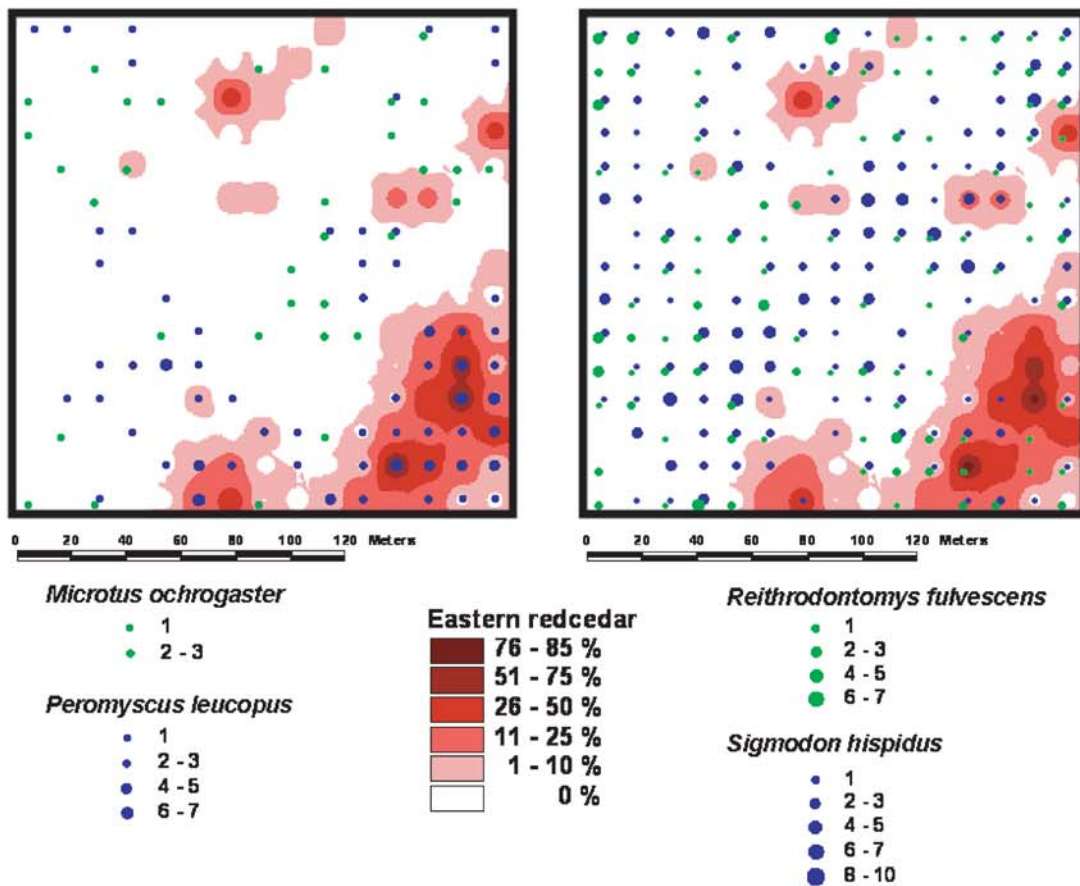 0 20 40 60 80 100 120 Meters
0 20 40 60 80 100 120 Meters
Microtus ochrogaster
1
2 - 3
Peromyscus leucopus
1
2 - 3
4 - 5
6 - 7
Eastern redcedar
76 - 85 %
51 - 75 %
26 - 50 %
11 - 25 %
1 - 10 %
0 %
Reithrodontomys fulvescens
1
2 - 3
4 - 5
6 - 7
Sigmodon hispidus
1
2 - 3
4 - 5
6 - 7
8 - 10